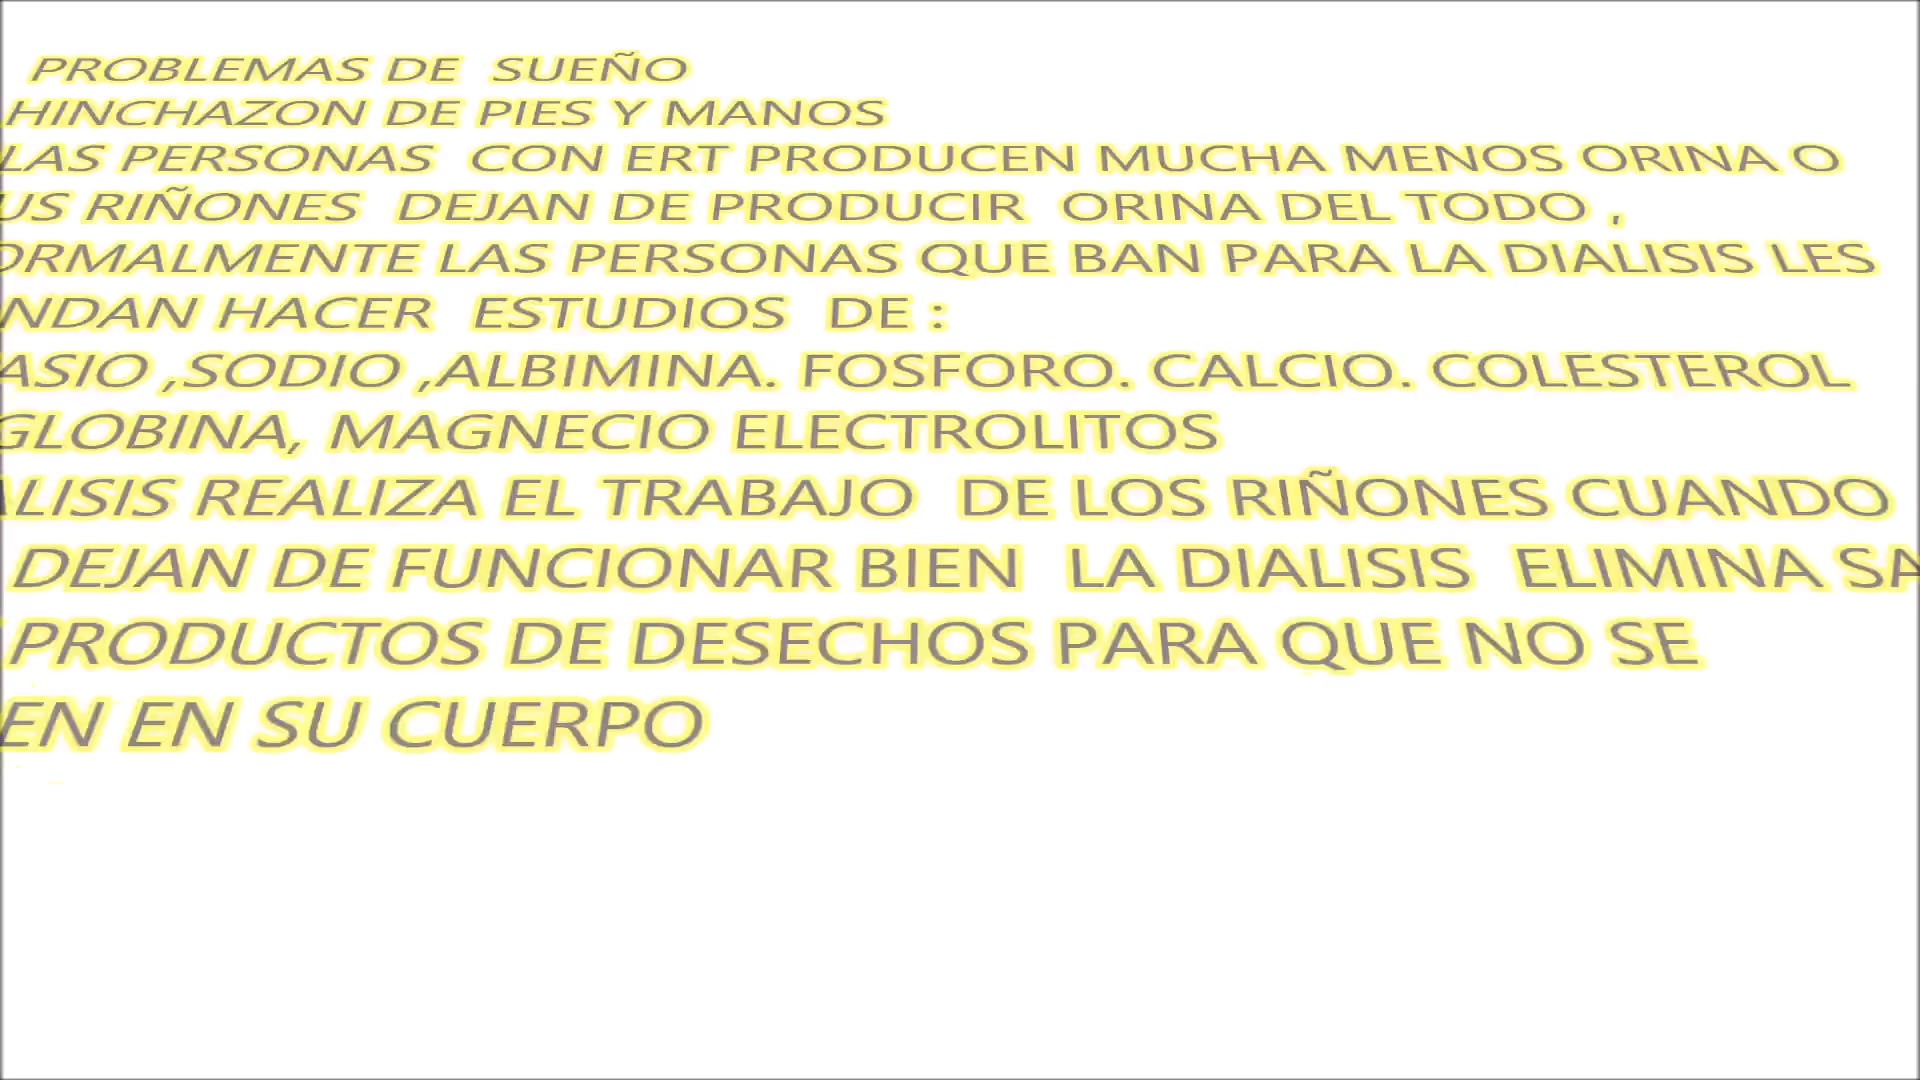 PROBLEMAS DE SUEÑO
HINCHAZON DE PIES Y MANOS
LAS PERSONAS CON ERT PRODUCEN MUCHA MENOS ORINA O
US RIÑONES DEJAN DE PRODUCIR ORINA DEL TODO ,
ORMALMENTE LAS PERSONAS QUE BAN PARA LA DIALISIS LES
NDAN HACER ESTUDIOS DE :
ASIO ,SODIO ,ALBIMINA. FOSFORO. CALCIO. COLESTEROL
GLOBINA, MAGNECIO ELECTROLITOS
ALISIS REALIZA EL TRABAJO DE LOS RIÑONES CUANDO
DEJAN DE FUNCIONAR BIEN LA DIALISIS ELIMINA SA
PRODUCTOS DE DESECHOS PARA QUE NO SE
EN EN SU CUERPO